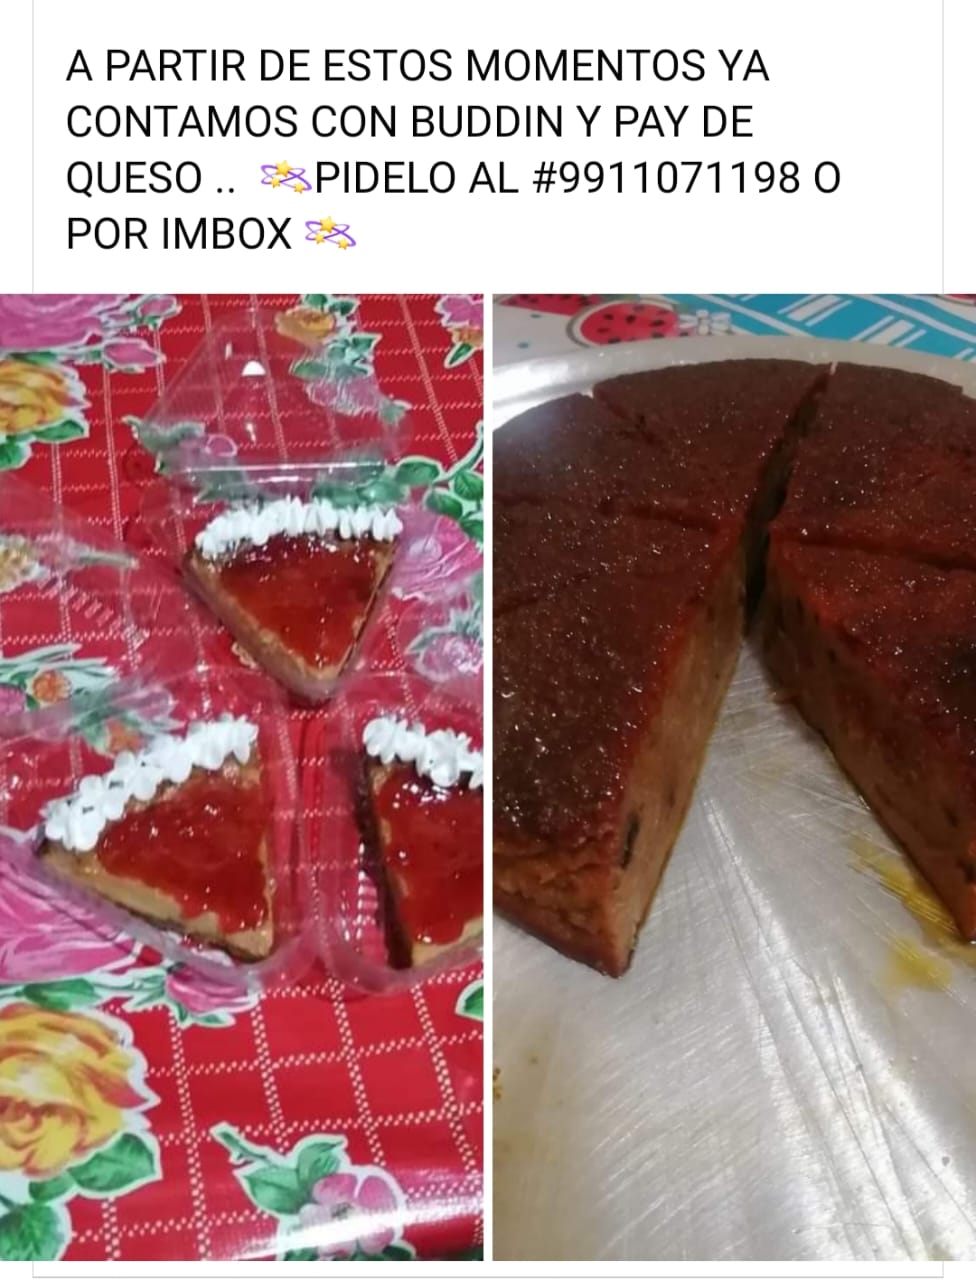 A PARTIR DE ESTOS MOMENTOS YA
CONTAMOS CON BUDDIN Y PAY DE
QUESO .. 💫PIDELO AL #9911071198 O
POR IMBOX 💫